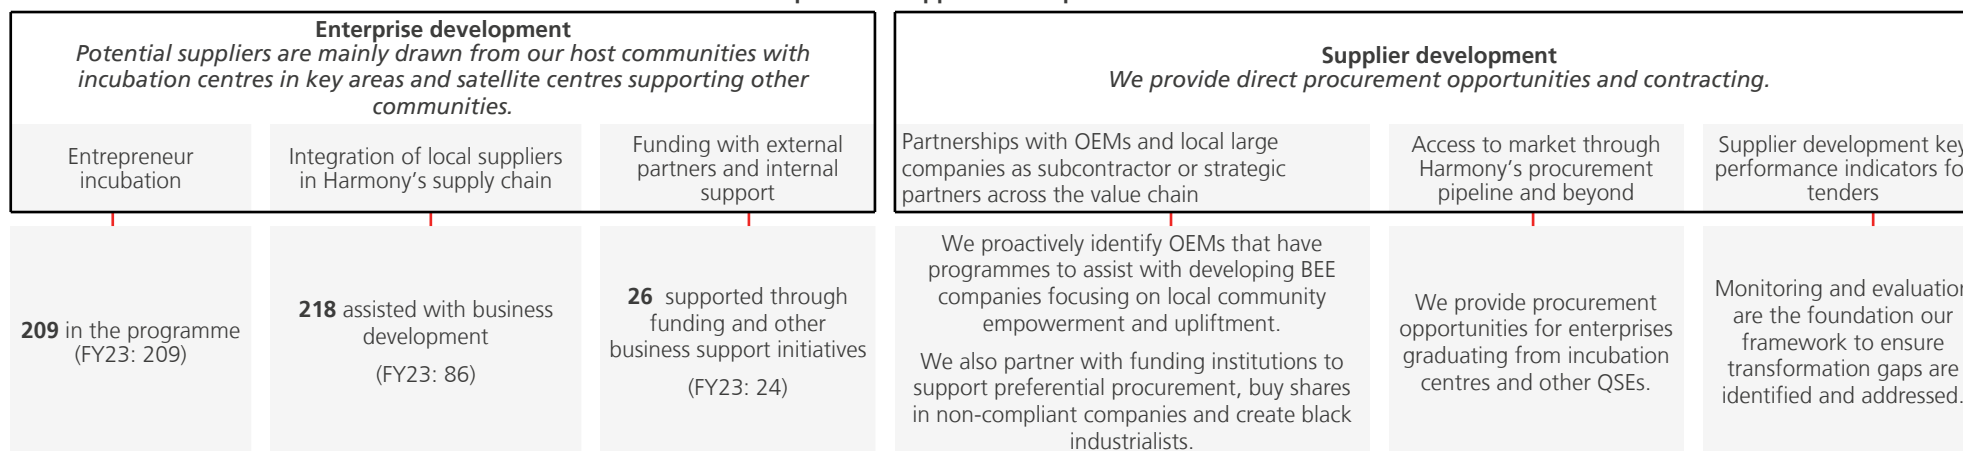 Enterprise development
Potential suppliers are mainly drawn from our host communities with
incubation centres in key areas and satellite centres supporting other
communities.
Supplier development
We provide direct procurement opportunities and contracting.
Entrepreneur
incubation
Integration of local suppliers
in Harmony's supply chain
Funding with external
partners and internal
support
Partnerships with OEMs and local large
companies as subcontractor or strategic
partners across the value chain
Access to market through
Harmony's procurement
pipeline and beyond
Supplier development key
performance indicators fo
tenders
209 in the programme
(FY23: 209)
218 assisted with business
development
(FY23: 86)
26 supported through
funding and other
business support initiatives
(FY23: 24)
We proactively identify OEMs that have
programmes to assist with developing BEE
companies focusing on local community
empowerment and upliftment.
We also partner with funding institutions to
support preferential procurement, buy shares
in non-compliant companies and create black
industrialists.
We provide procurement
opportunities for enterprises
graduating from incubation
centres and other QSEs.
Monitoring and evaluation
are the foundation our
framework to ensure
transformation gaps are
identified and addressed.